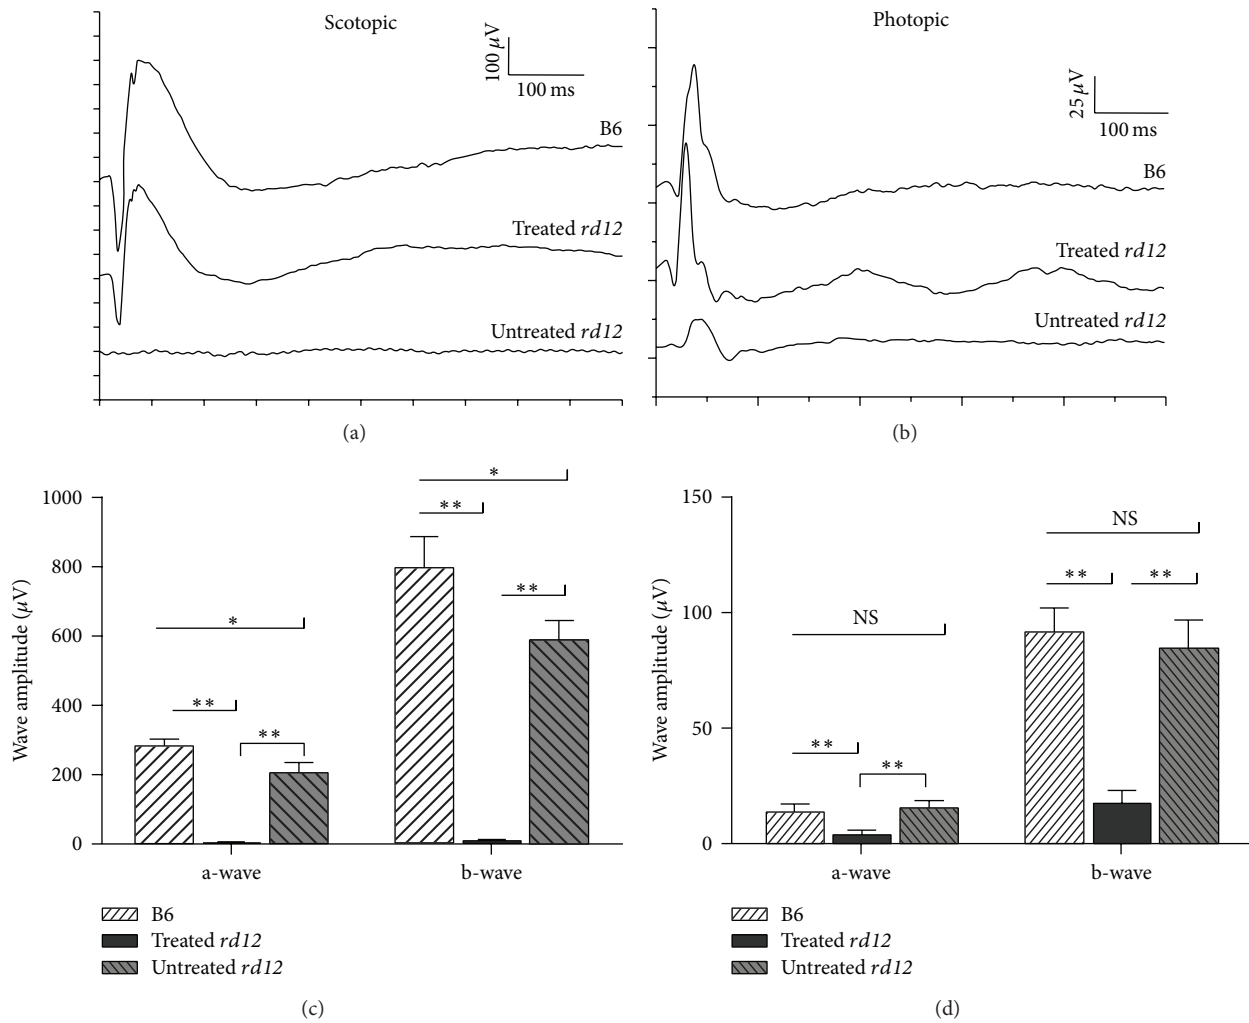 Scotopic
100 μV
100 ms
B6
Treated rd12
Untreated rd12
(a)
Photopic
25 μV
100 ms
B6
Treated rd12
Untreated rd12
(b)
Wave amplitude (μV)
1000
800
600
400
200
0
*
**
**
*
**
**
a-wave
b-wave
B6
Treated rd12
Untreated rd12
(c)
Wave amplitude (μV)
150
100
50
0
NS
**
**
NS
**
**
a-wave
b-wave
B6
Treated rd12
Untreated rd12
(d)